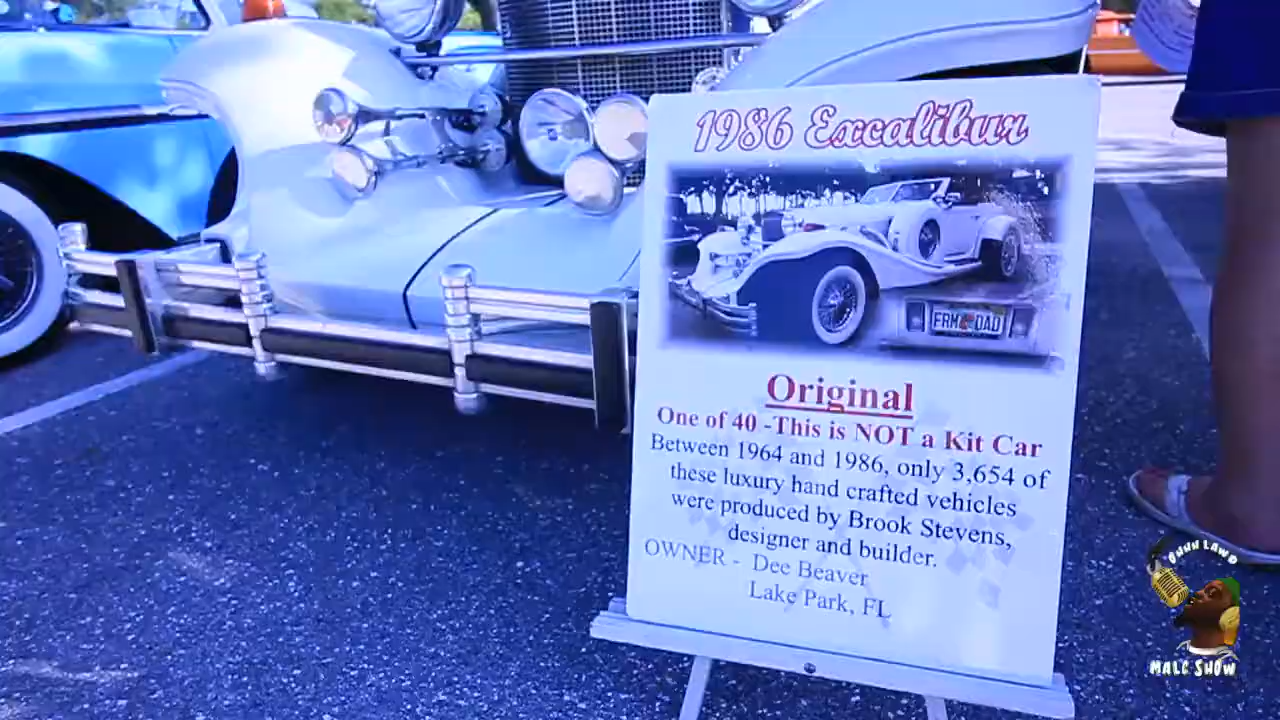 1986 Excalibur
FRM DAD
Original
One of 40 -This is NOT a Kit Car
Between 1964 and 1986, only 3,654 of
these luxury hand crafted vehicles
were produced by Brook Stevens,
designer and builder.
OWNER - Dee Beaver
Lake Park, FL
OHHH LAWD
MALC SHOW